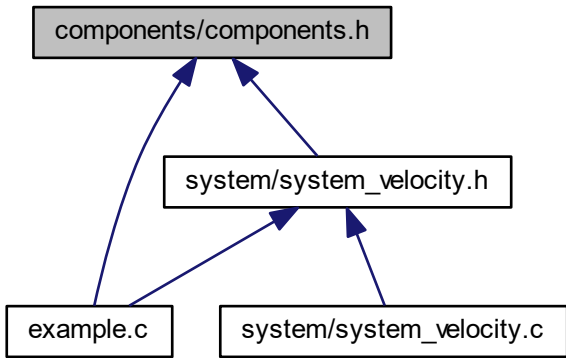 components/components.h
system/system_velocity.h
example.c
system/system_velocity.c